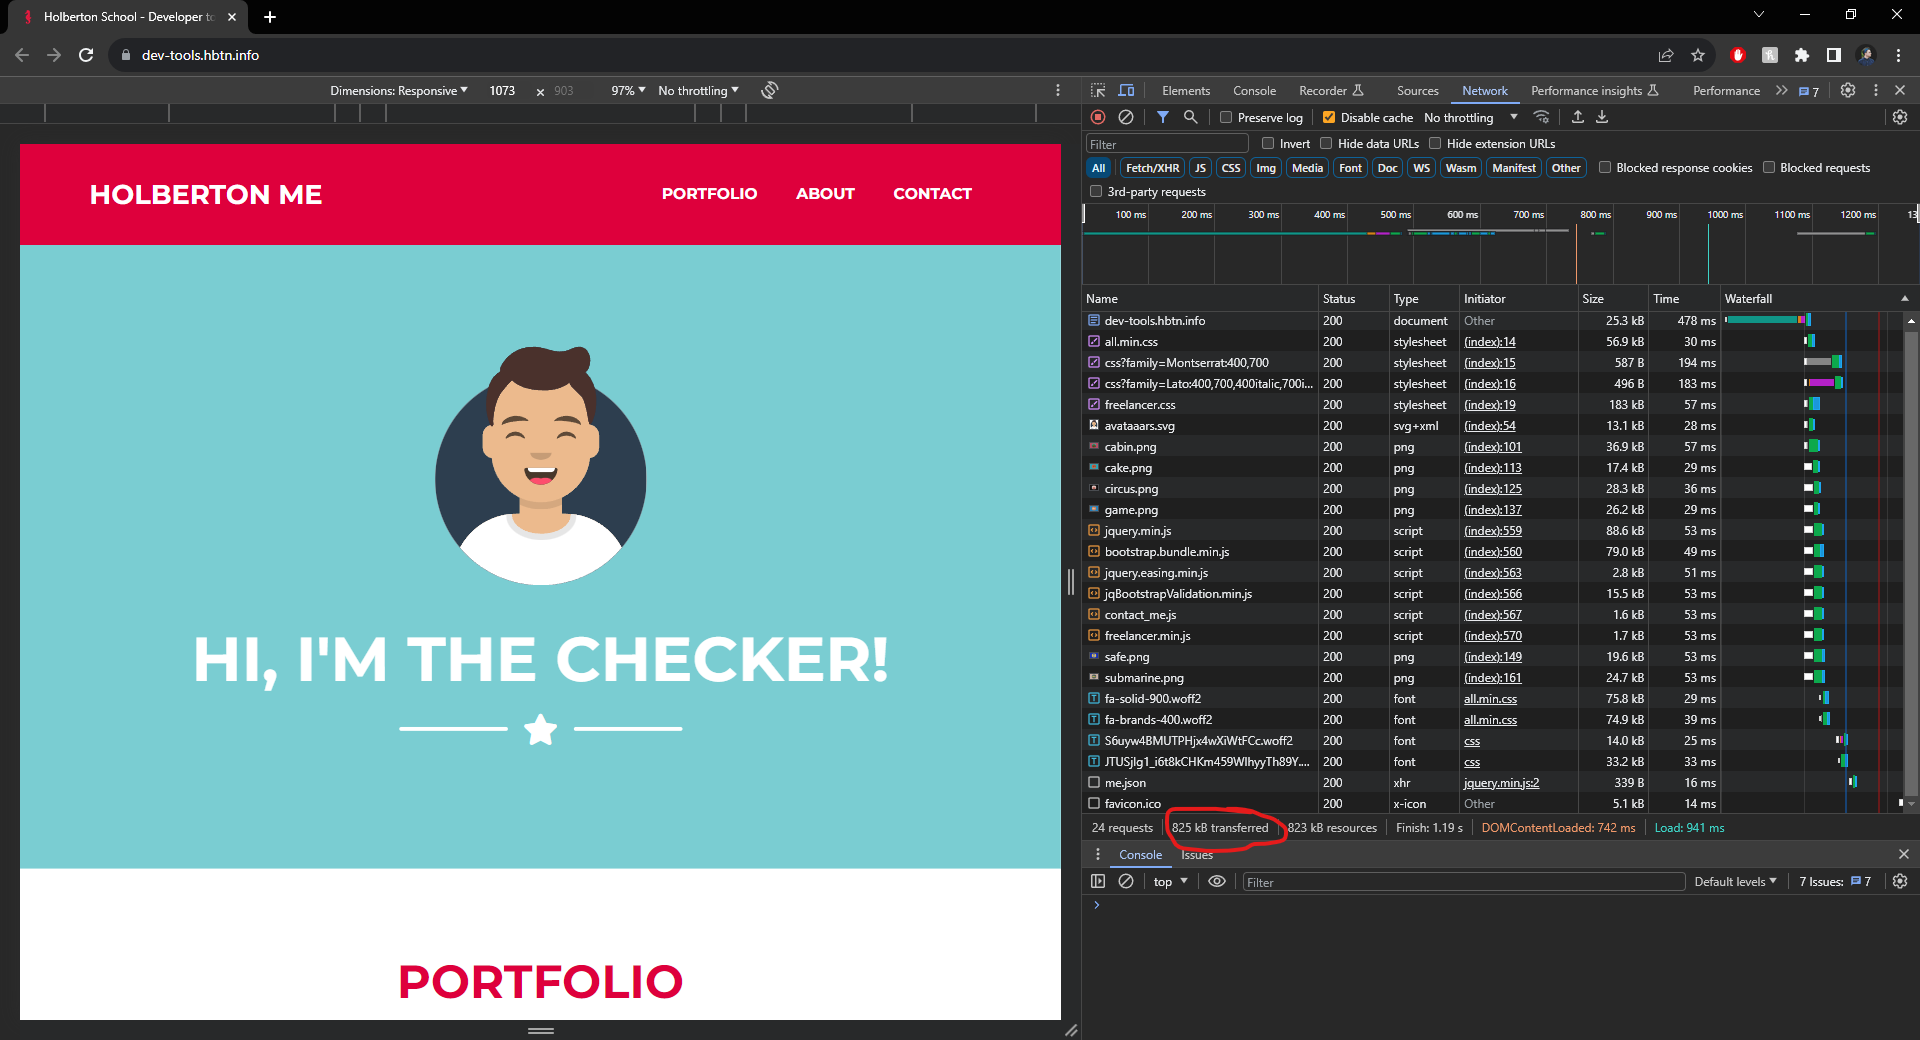 Holberton School - Developer to
dev-tools.hbtn.info
Dimensions: Responsive 1073 × 903 97% No throttling
HOLBERTON ME PORTFOLIO ABOUT CONTACT
HI, I'M THE CHECKER!
PORTFOLIO
Elements Console Recorder Sources Network Performance insights Performance 7
Preserve log Disable cache No throttling
Filter Invert Hide data URLs Hide extension URLs
All Fetch/XHR JS CSS Img Media Font Doc WS Wasm Manifest Other Blocked response cookies Blocked requests
3rd-party requests
100 ms 200 ms 300 ms 400 ms 500 ms 600 ms 700 ms 800 ms 900 ms 1000 ms 1100 ms 1200 ms 13
Name Status Type Initiator Size Time Waterfall
dev-tools.hbtn.info 200 document Other 25.3 kB 478 ms
all.min.css 200 stylesheet (index):14 56.9 kB 30 ms
css?family=Montserrat:400,700 200 stylesheet (index):15 587 B 194 ms
css?family=Lato:400,700,400italic,700i... 200 stylesheet (index):16 496 B 183 ms
freelancer.css 200 stylesheet (index):19 183 kB 57 ms
avataaars.svg 200 svg+xml (index):54 13.1 kB 28 ms
cabin.png 200 png (index):101 36.9 kB 57 ms
cake.png 200 png (index):113 17.4 kB 29 ms
circus.png 200 png (index):125 28.3 kB 36 ms
game.png 200 png (index):137 26.2 kB 29 ms
jquery.min.js 200 script (index):559 88.6 kB 53 ms
bootstrap.bundle.min.js 200 script (index):560 79.0 kB 49 ms
jquery.easing.min.js 200 script (index):563 2.8 kB 51 ms
jqBootstrapValidation.min.js 200 script (index):566 15.5 kB 53 ms
contact_me.js 200 script (index):567 1.6 kB 53 ms
freelancer.min.js 200 script (index):570 1.7 kB 53 ms
safe.png 200 png (index):149 19.6 kB 53 ms
submarine.png 200 png (index):161 24.7 kB 53 ms
fa-solid-900.woff2 200 font all.min.css 75.8 kB 29 ms
fa-brands-400.woff2 200 font all.min.css 74.9 kB 39 ms
S6uyw4BMUTPHjx4wXiWtFCc.woff2 200 font css 14.0 kB 25 ms
JTUSjIg1_i6t8kCHKm459WlhyyTh89Y.... 200 font css 33.2 kB 33 ms
me.json 200 xhr jquery.min.js:2 339 B 16 ms
favicon.ico 200 x-icon Other 5.1 kB 14 ms
24 requests 825 kB transferred 823 kB resources Finish: 1.19 s DOMContentLoaded: 742 ms Load: 941 ms
Console Issues
top Filter Default levels 7 Issues: 7